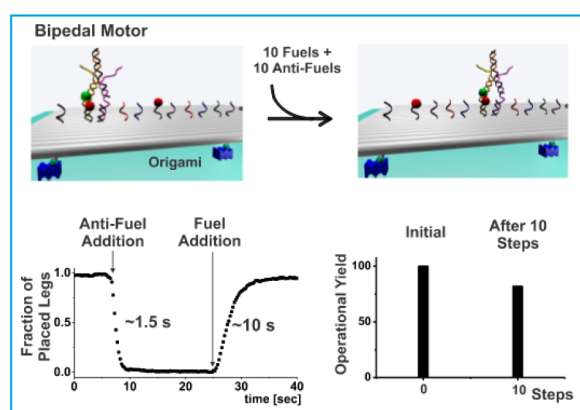 Bipedal Motor
10 Fuels +
10 Anti-Fuels
Origami
Anti-Fuel
Addition
Fuel
Addition
Fraction of
Placed Legs
1.0
0.5
0.0
~1.5 s
~10 s
0 10 20 30 40
time [sec]
Initial
After 10
Steps
Operational Yield
100
50
0
0 10 Steps